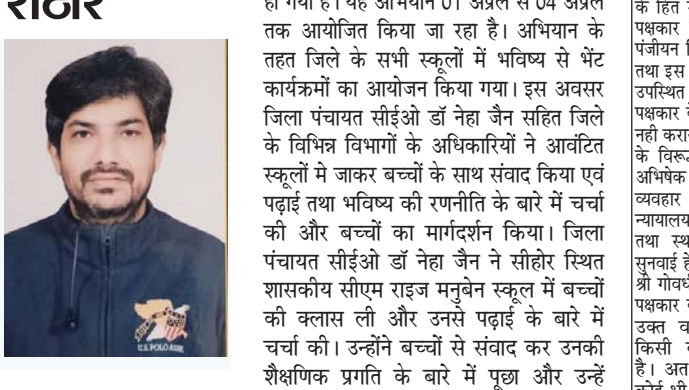 राठौर
हो गया है। यह अभियान 01 अप्रैल से 04 अप्रैल
तक आयोजित किया जा रहा है। अभियान के
तहत जिले के सभी स्कूलों में भविष्य से भेंट
कार्यक्रमों का आयोजन किया गया। इस अवसर
जिला पंचायत सीईओ डॉ नेहा जैन सहित जिले
के विभिन्न विभागों के अधिकारियों ने आवंटित
स्कूलों मे जाकर बच्चों के साथ संवाद किया एवं
पढ़ाई तथा भविष्य की रणनीति के बारे में चर्चा
की और बच्चों का मार्गदर्शन किया। जिला
पंचायत सीईओ डॉ नेहा जैन ने सीहोर स्थित
शासकीय सीएम राइज मनुबेन स्कूल में बच्चों
की क्लास ली और उनसे पढ़ाई के बारे में
चर्चा की। उन्होंने बच्चों से संवाद कर उनकी
शैक्षणिक प्रगति के बारे में पूछा और उन्हें
के हित
पक्षकार
पंजीयन
तथा इस
उपस्थित
पक्षकार
नही
के विरूद्ध
अभिषेक
व्यवहार
न्यायालय
तथा
सुनवाई
श्री
पक्षकार
उक्त
किसी
है। अत
U.S. POLO ASSN.